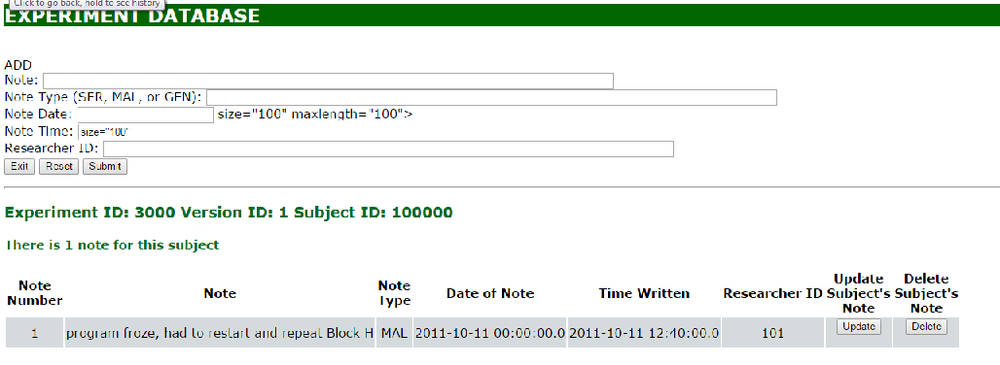 Click to go back, hold to see history
EXPERIMENT DATABASE
ADD
Note:
Note Type (SER, MAL, or GEN):
Note Date: size="100" maxlength="100">
Note Time: size="100"
Researcher ID:
Exit Reset Submit
Experiment ID: 3000 Version ID: 1 Subject ID: 100000
There is 1 note for this subject
Note Number Note Note Type Date of Note Time Written Researcher ID Update Subject's Note Delete Subject's Note
1 program froze, had to restart and repeat Block H MAL 2011-10-11 00:00:00.0 2011-10-11 12:40:00.0 101 Update Delete